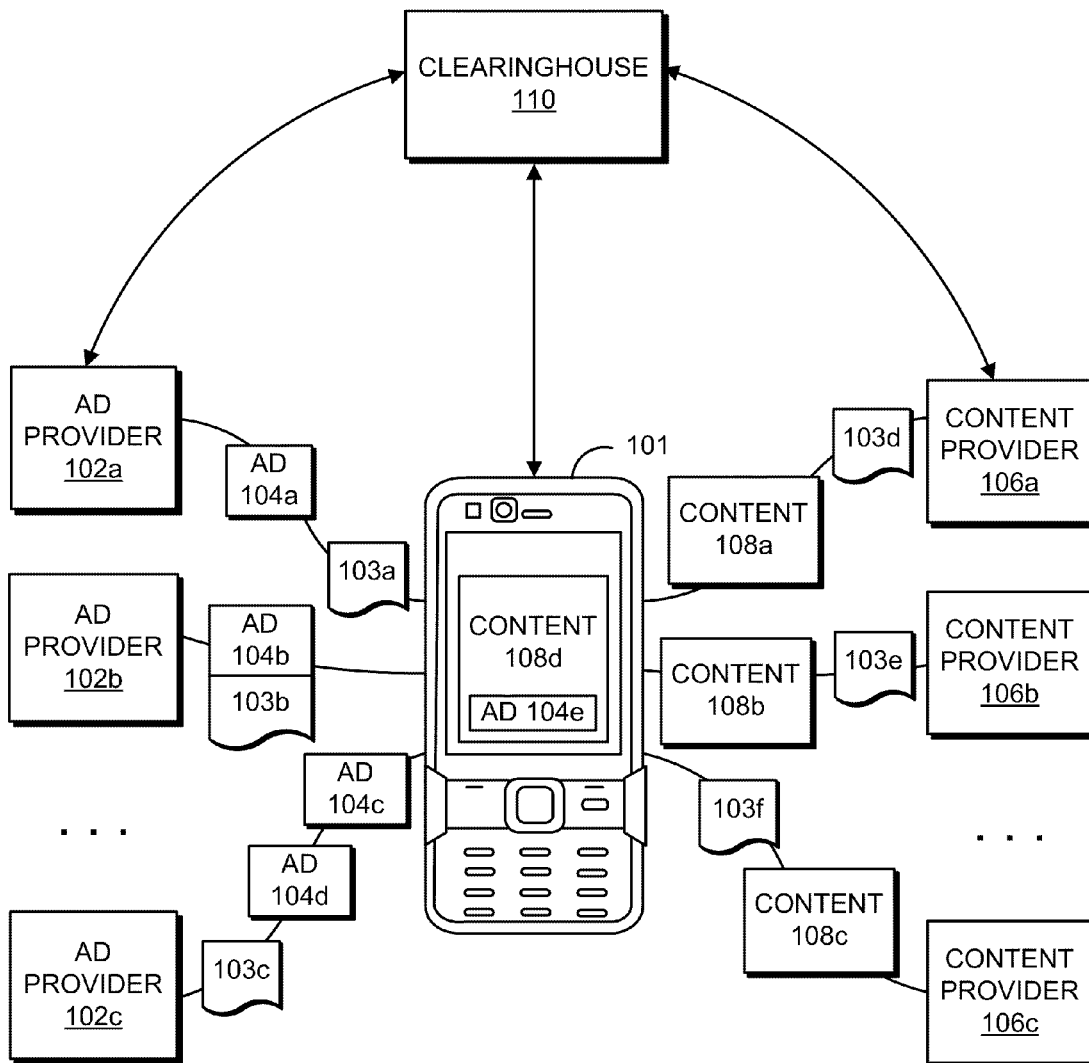 CLEARINGHOUSE
110
AD
PROVIDER
102a
AD
104a
103a
101
103d
CONTENT
PROVIDER
106a
CONTENT
108a
AD
PROVIDER
102b
AD
104b
103b
CONTENT
108d
AD 104e
CONTENT
108b
103e
CONTENT
PROVIDER
106b
AD
104c
AD
104d
103c
. . .
AD
PROVIDER
102c
103f
CONTENT
108c
. . .
CONTENT
PROVIDER
106c